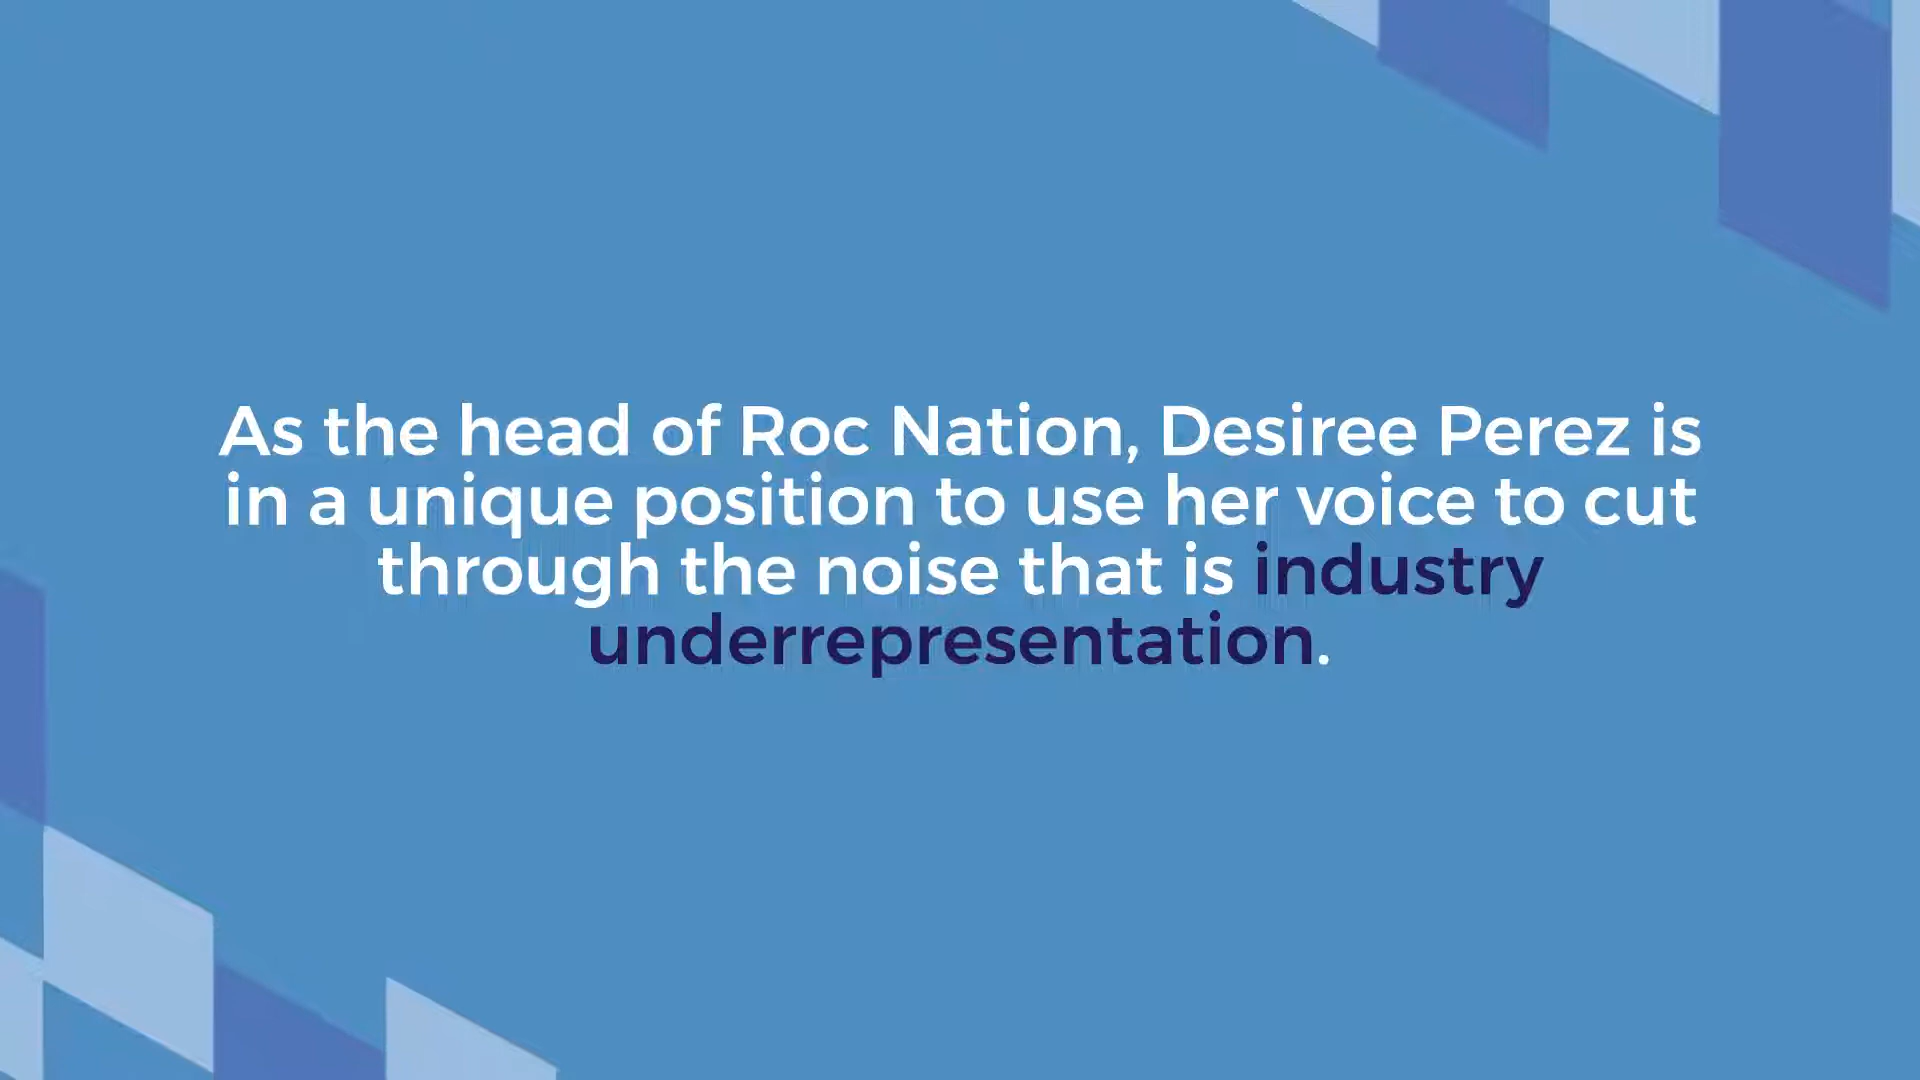 As the head of Roc Nation, Desiree Perez is
in a unique position to use her voice to cut
through the noise that is industry
underrepresentation.